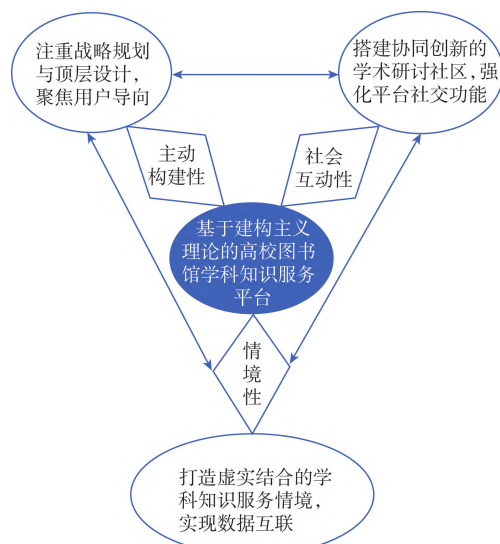 注重战略规划
与顶层设计，
聚焦用户导向
搭建协同创新的
学术研讨社区，强
化平台社交功能
主动
构建性
社会
互动性
基于建构主义
理论的高校图书
馆学科知识服务
平台
情
境
性
打造虚实结合的学
科知识服务情境，
实现数据互联